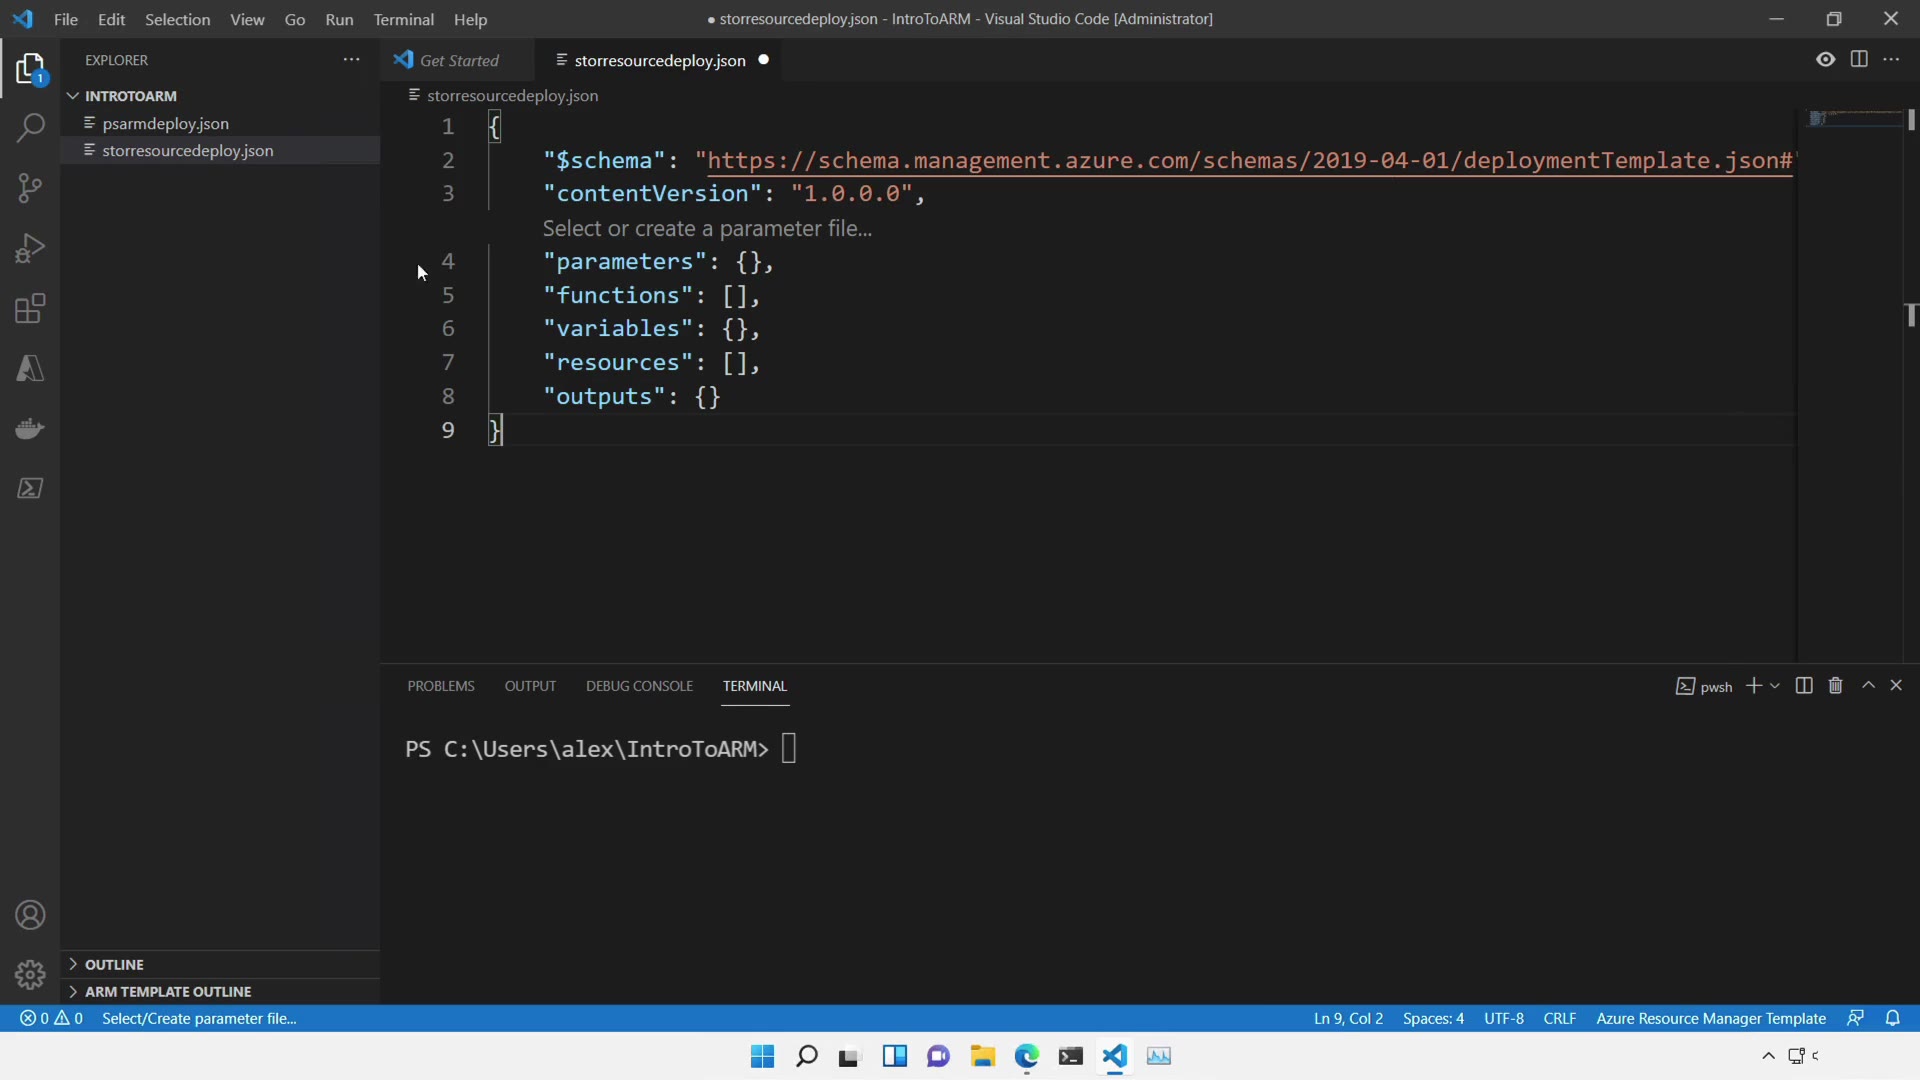 File Edit Selection View Go Run Terminal Help
● storresourcedeploy.json - IntroToARM - Visual Studio Code [Administrator]
EXPLORER
Get Started
storresourcedeploy.json
1
INTROTOARM
psarmdeploy.json
storresourcedeploy.json
storresourcedeploy.json
1 {
2 "$schema": "https://schema.management.azure.com/schemas/2019-04-01/deploymentTemplate.json#"
3 "contentVersion": "1.0.0.0",
Select or create a parameter file...
4 "parameters": {},
5 "functions": [],
6 "variables": {},
7 "resources": [],
8 "outputs": {}
9 }
PROBLEMS OUTPUT DEBUG CONSOLE TERMINAL
pwsh
PS C:\Users\alex\IntroToARM>
OUTLINE
ARM TEMPLATE OUTLINE
0 0 Select/Create parameter file...
Ln 9, Col 2 Spaces: 4 UTF-8 CRLF Azure Resource Manager Template